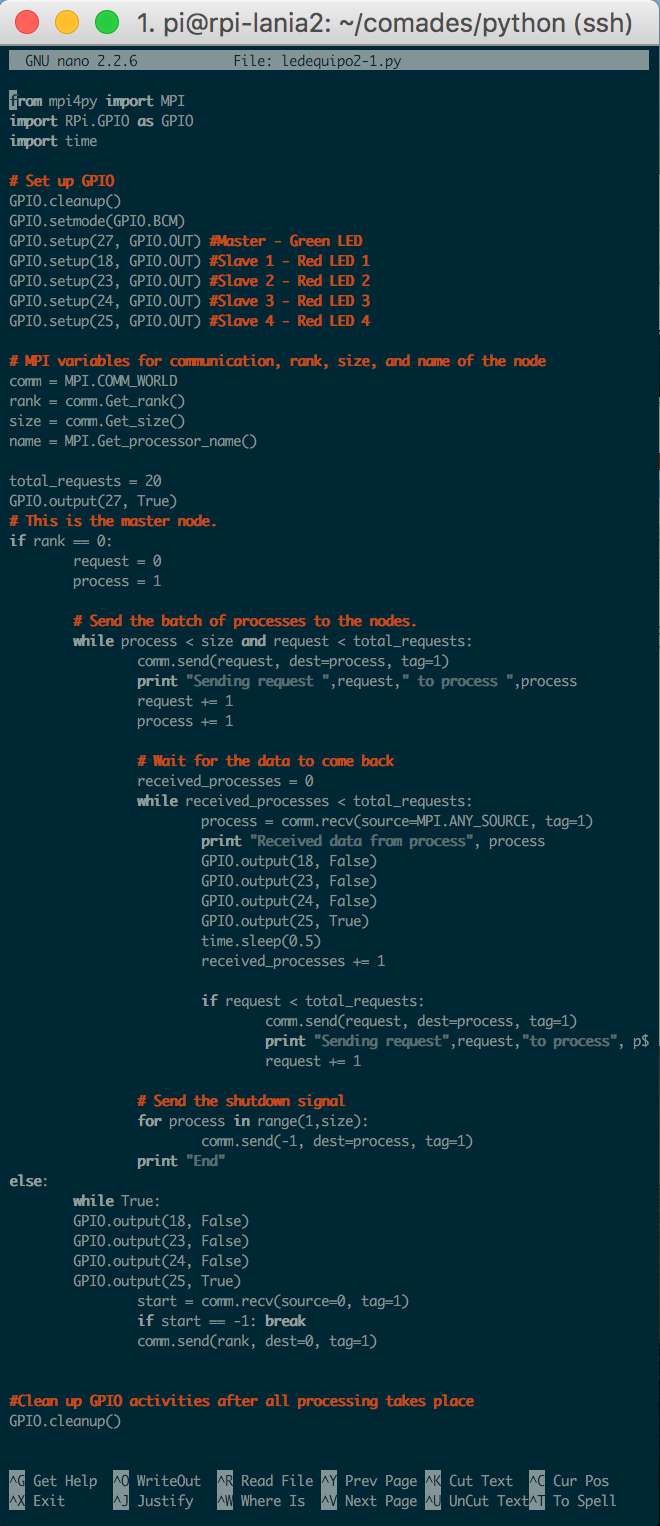 1. pi@rpi-lania2: ~/comades/python (ssh)
GNU nano 2.2.6 File: ledequipo2-1.py
from mpi4py import MPI
import RPi.GPIO as GPIO
import time
# Set up GPIO
GPIO.cleanup()
GPIO.setmode(GPIO.BCM)
GPIO.setup(27, GPIO.OUT) #Master - Green LED
GPIO.setup(18, GPIO.OUT) #Slave 1 - Red LED 1
GPIO.setup(23, GPIO.OUT) #Slave 2 - Red LED 2
GPIO.setup(24, GPIO.OUT) #Slave 3 - Red LED 3
GPIO.setup(25, GPIO.OUT) #Slave 4 - Red LED 4
# MPI variables for communication, rank, size, and name of the node
comm = MPI.COMM_WORLD
rank = comm.Get_rank()
size = comm.Get_size()
name = MPI.Get_processor_name()
total_requests = 20
GPIO.output(27, True)
# This is the master node.
if rank == 0:
        request = 0
        process = 1
        # Send the batch of processes to the nodes.
        while process < size and request < total_requests:
                comm.send(request, dest=process, tag=1)
                print "Sending request ",request," to process ",process
                request += 1
                process += 1
                # Wait for the data to come back
                received_processes = 0
                while received_processes < total_requests:
                        process = comm.recv(source=MPI.ANY_SOURCE, tag=1)
                        print "Received data from process", process
                        GPIO.output(18, False)
                        GPIO.output(23, False)
                        GPIO.output(24, False)
                        GPIO.output(25, True)
                        time.sleep(0.5)
                        received_processes += 1
                        if request < total_requests:
                                comm.send(request, dest=process, tag=1)
                                print "Sending request",request,"to process", p$
                                request += 1
                # Send the shutdown signal
                for process in range(1,size):
                        comm.send(-1, dest=process, tag=1)
                print "End"
else:
        while True:
        GPIO.output(18, False)
        GPIO.output(23, False)
        GPIO.output(24, False)
        GPIO.output(25, True)
                start = comm.recv(source=0, tag=1)
                if start == -1: break
                comm.send(rank, dest=0, tag=1)
#Clean up GPIO activities after all processing takes place
GPIO.cleanup()
^G Get Help ^O WriteOut ^R Read File ^Y Prev Page ^K Cut Text ^C Cur Pos
^X Exit ^J Justify ^W Where Is ^V Next Page ^U UnCut Text ^T To Spell